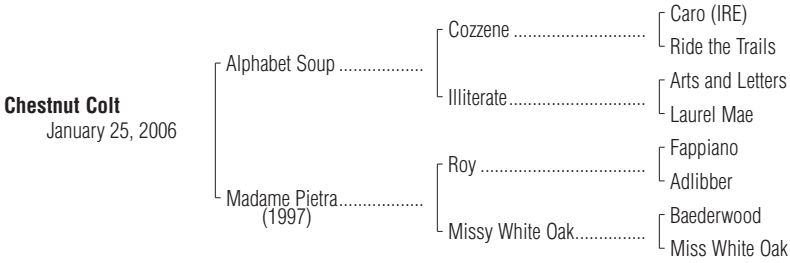 Caro (IRE)
Cozzene ............................
Ride the Trails
Alphabet Soup ..................
Arts and Letters
Illiterate.............................
Laurel Mae
Chestnut Colt
January 25, 2006
Fappiano
Roy ...................................
Adlibber
Madame Pietra..................
(1997)
Baederwood
Missy White Oak...............
Miss White Oak